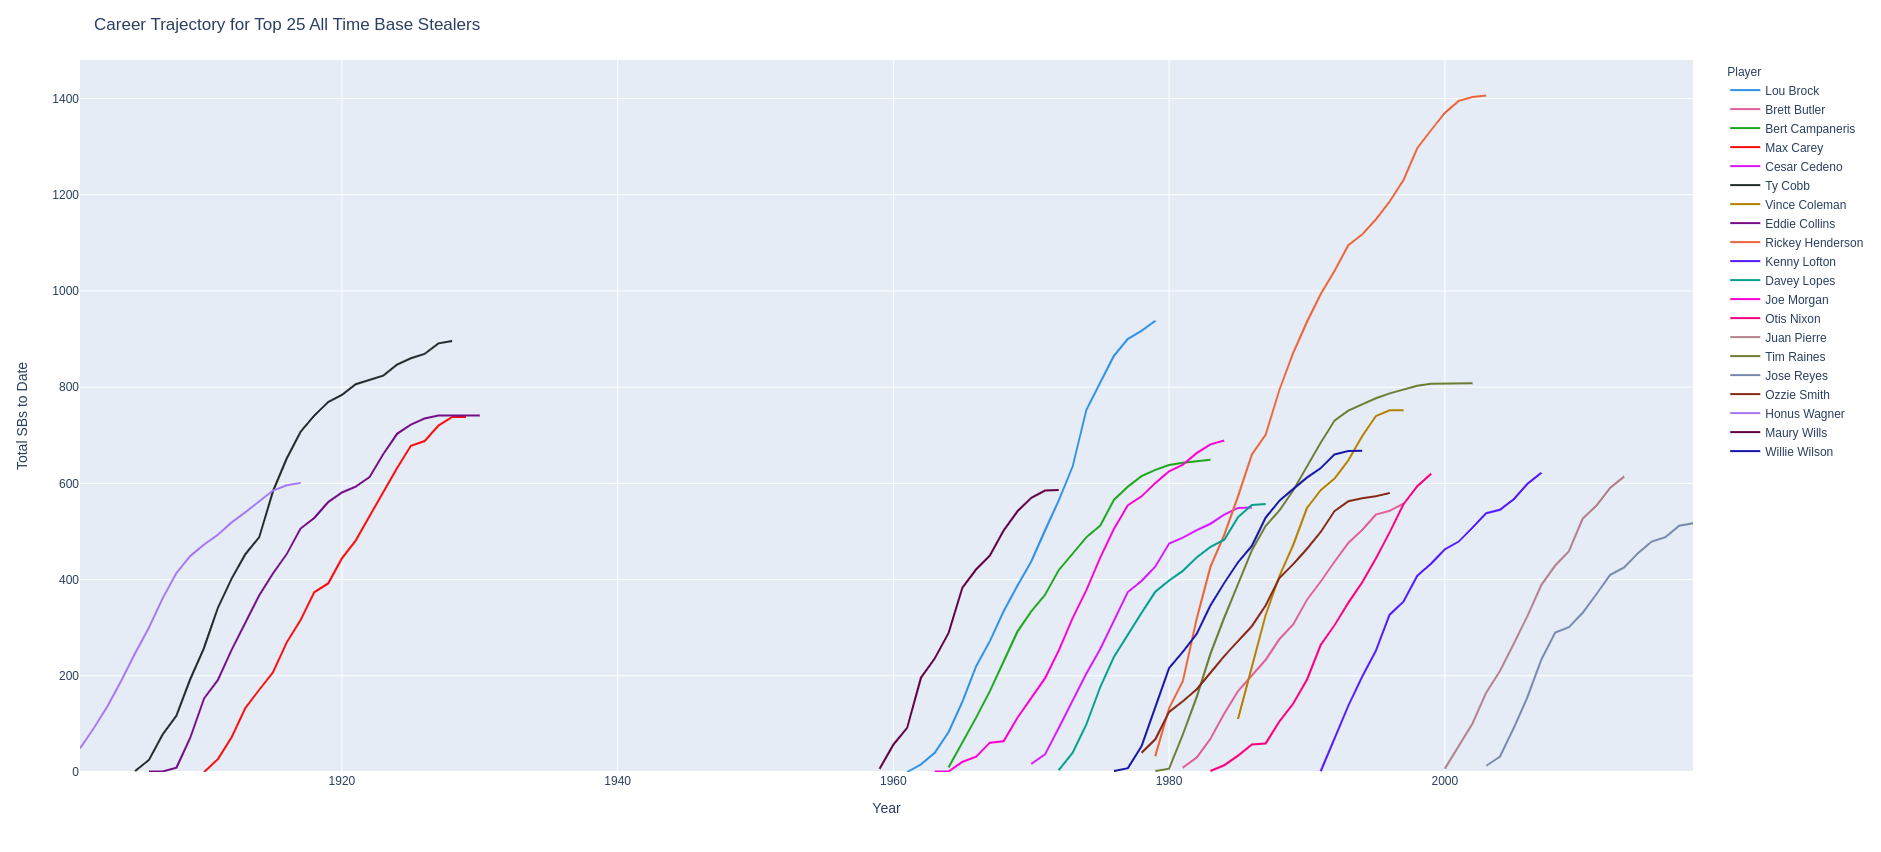 Career Trajectory for Top 25 All Time Base Stealers
1400
1200
1000
800
600
400
200
0
Total SBs to Date
1920
1940
1960
1980
2000
Year
Player
Lou Brock
Brett Butler
Bert Campaneris
Max Carey
Cesar Cedeno
Ty Cobb
Vince Coleman
Eddie Collins
Rickey Henderson
Kenny Lofton
Davey Lopes
Joe Morgan
Otis Nixon
Juan Pierre
Tim Raines
Jose Reyes
Ozzie Smith
Honus Wagner
Maury Wills
Willie Wilson